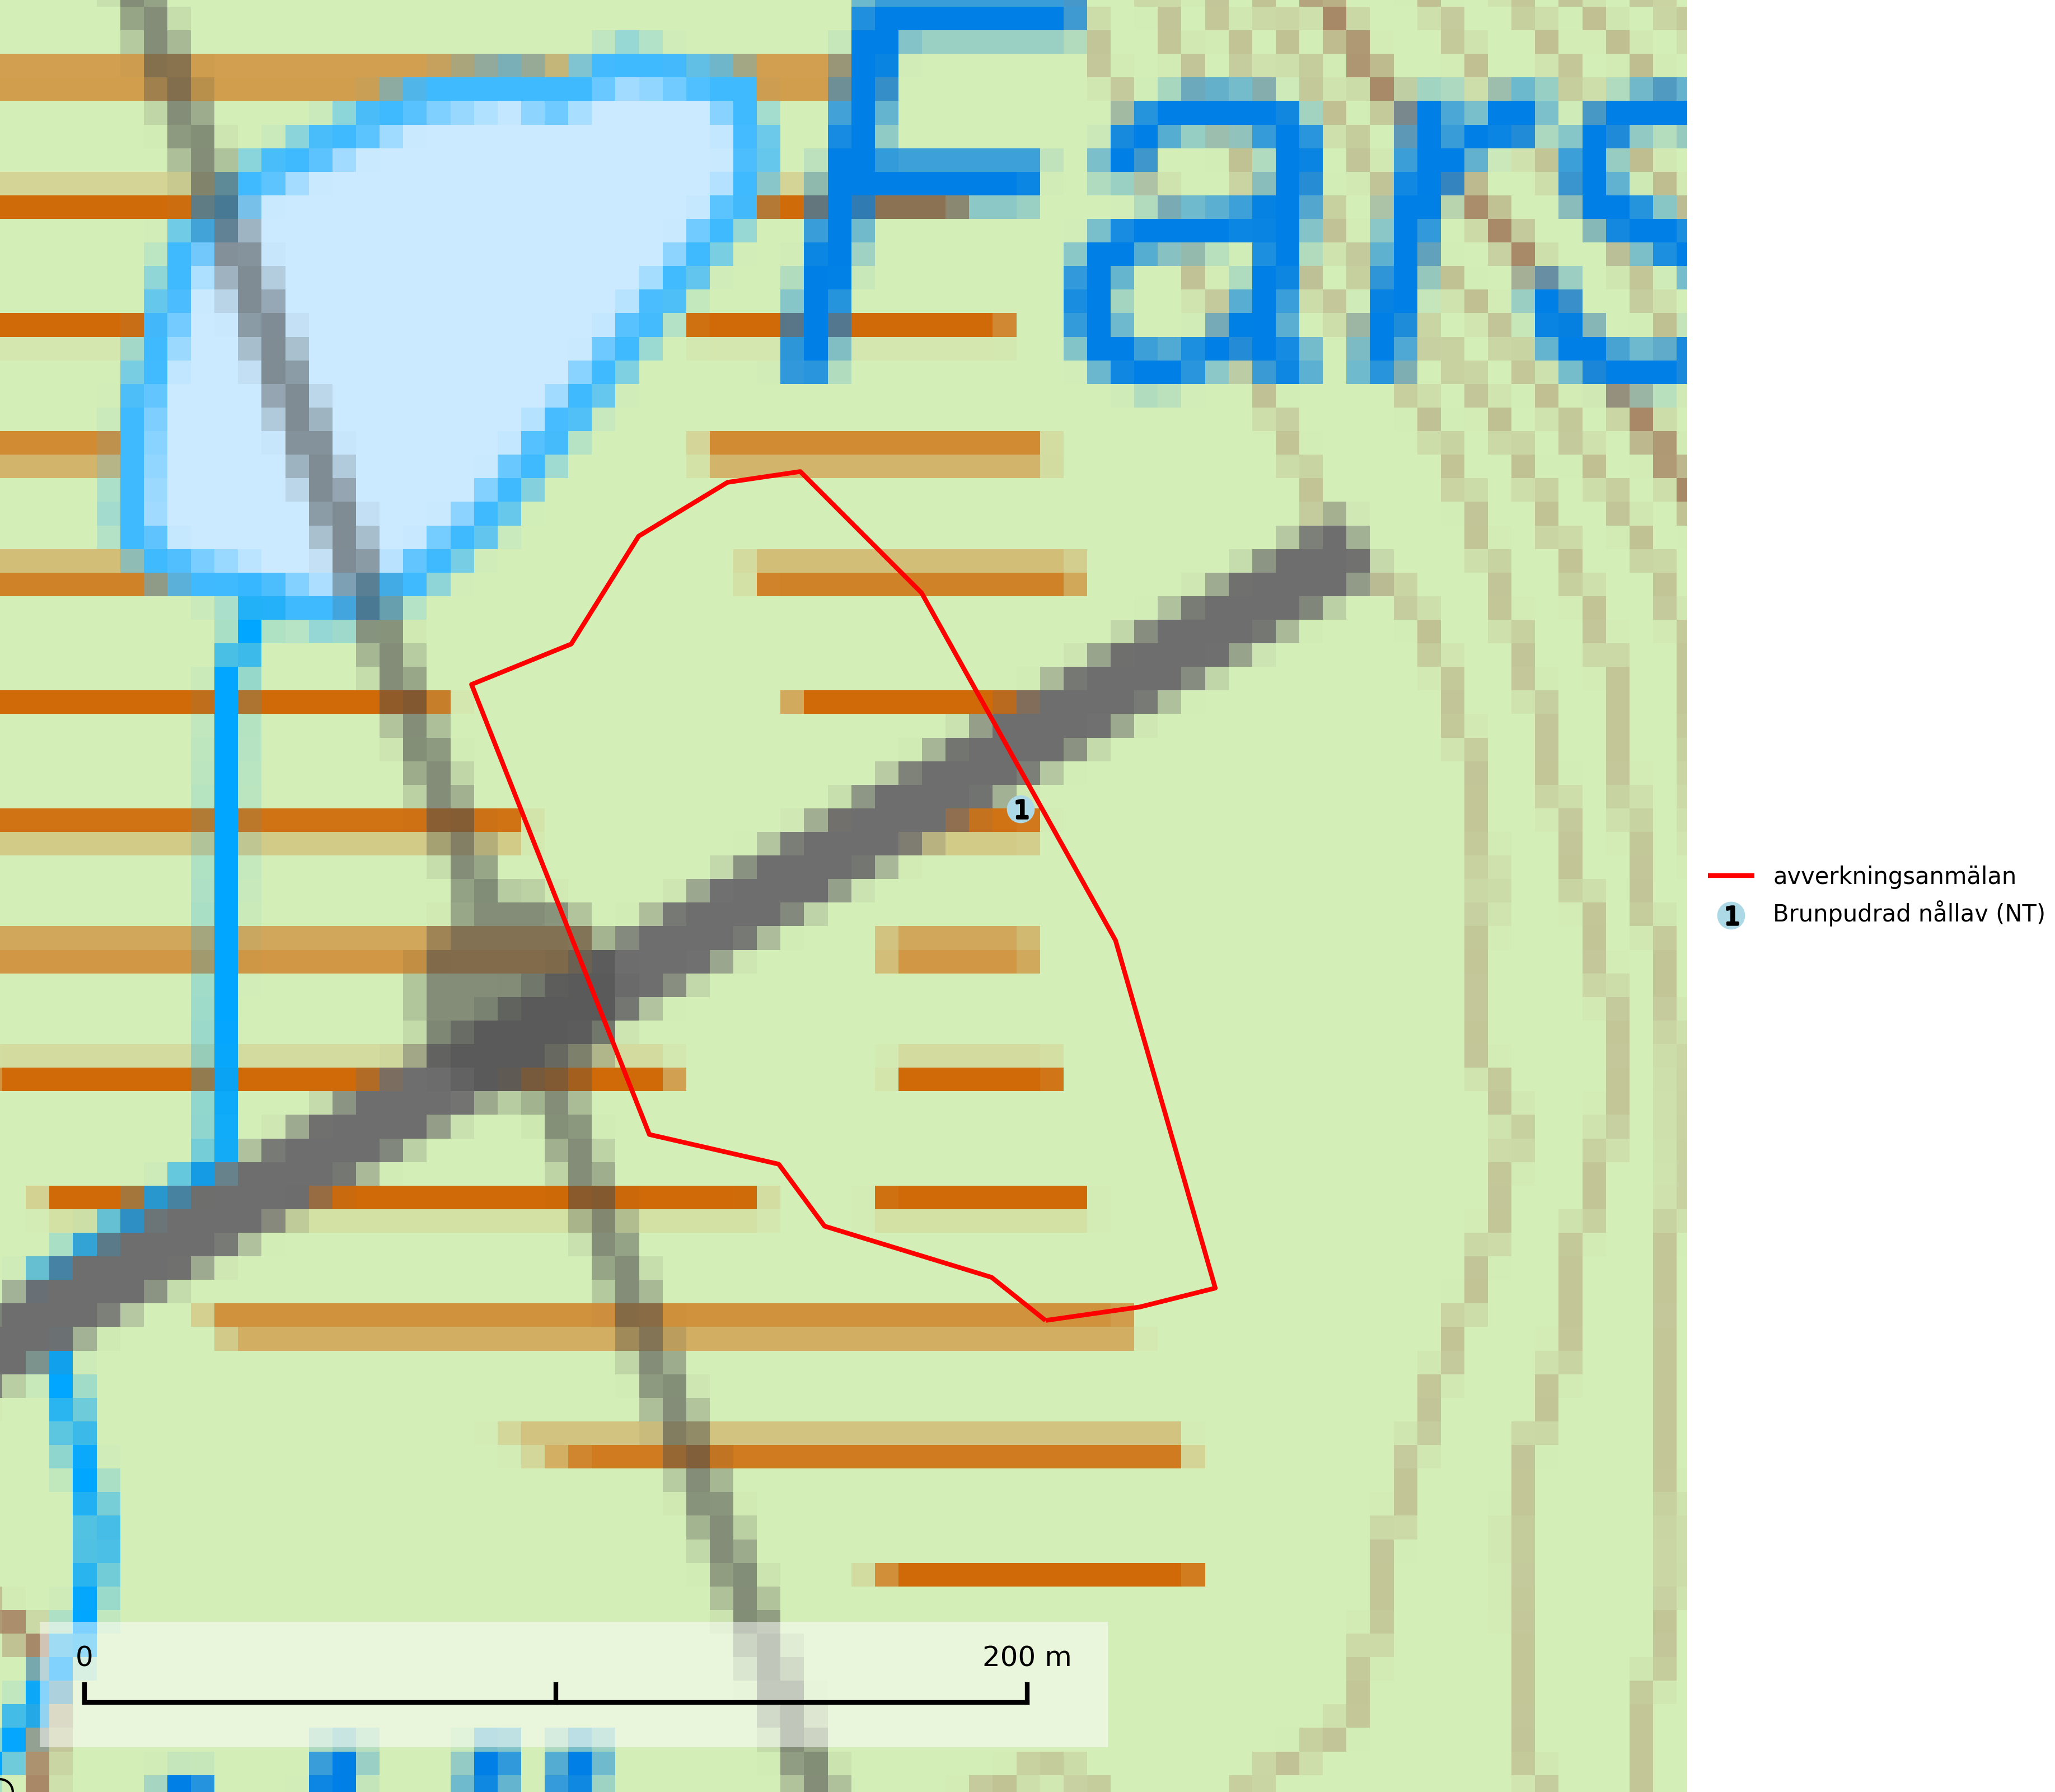 Fars
1
avverkningsanmälan
1 Brunpudrad nållav (NT)
0 200 m